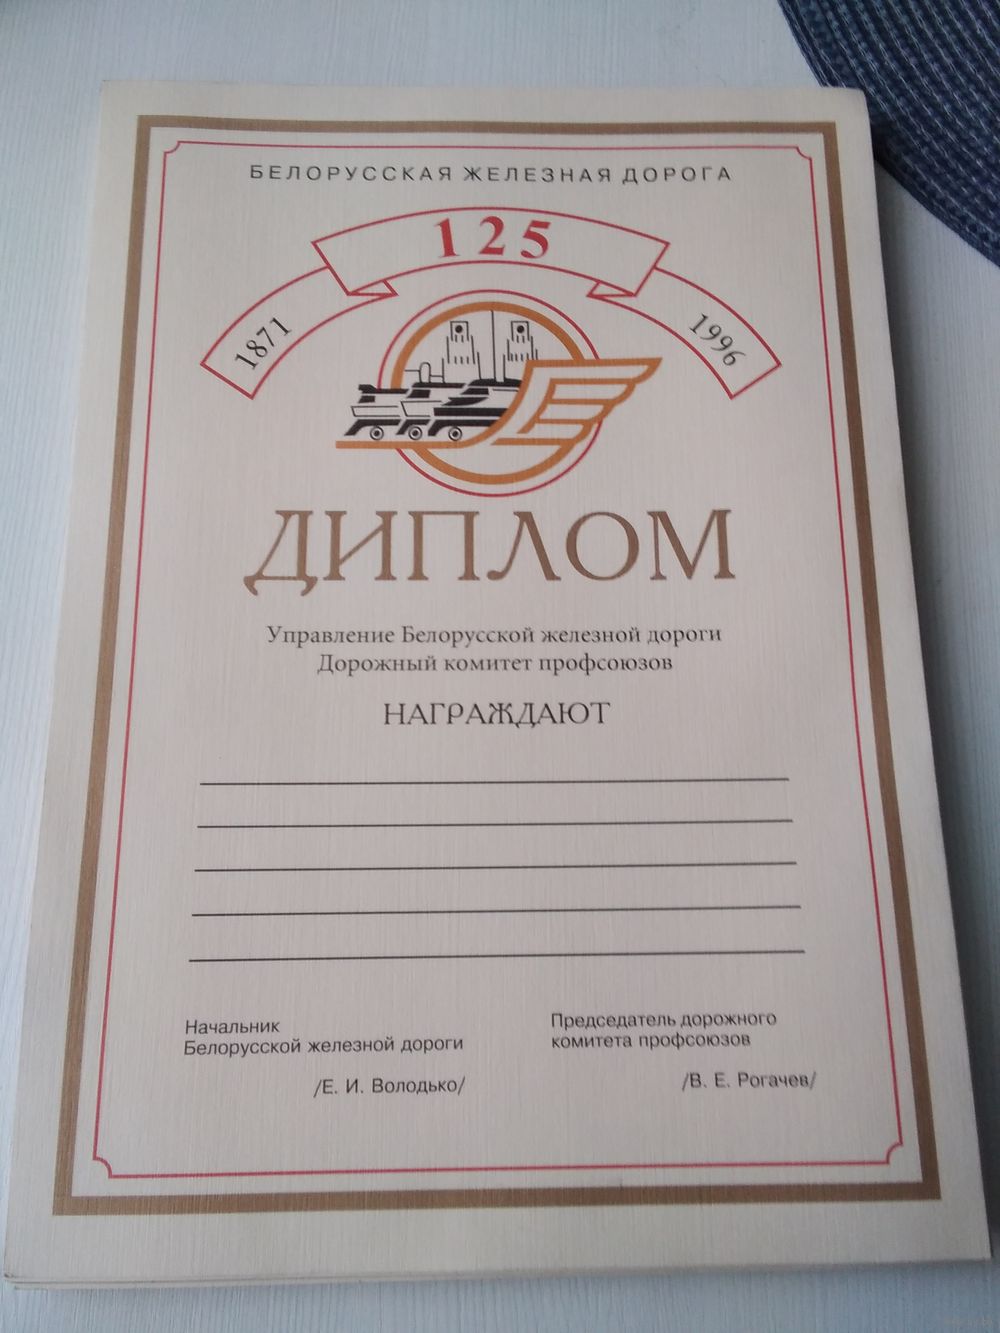 БЕЛОРУССКАЯ ЖЕЛЕЗНАЯ ДОРОГА
125
1871
1996
ДИПЛОМ
Управление Белорусской железной дороги
Дорожный комитет профсоюзов
НАГРАЖДАЮТ
Начальник
Белорусской железной дороги
/Е. И. Володько/
Председатель дорожного
комитета профсоюзов
/В. Е. Рогачев/